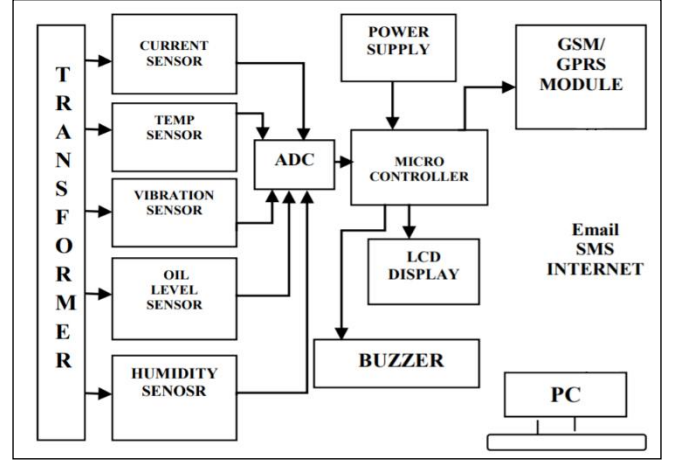 TRANSFORMER
CURRENT
SENSOR
TEMP
SENSOR
VIBRATION
SENSOR
OIL
LEVEL
SENSOR
HUMIDITY
SENOSR
ADC
POWER
SUPPLY
MICRO
CONTROLLER
LCD
DISPLAY
BUZZER
GSM/
GPRS
MODULE
Email
SMS
INTERNET
PC